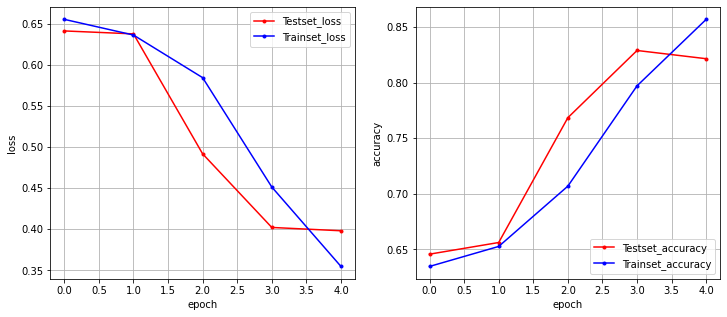 0.65
0.60
0.55
0.50
0.45
0.40
0.35
loss
0.0 0.5 1.0 1.5 2.0 2.5 3.0 3.5 4.0
epoch
Testset_loss
Trainset_loss
0.85
0.80
0.75
0.70
0.65
accuracy
0.0 0.5 1.0 1.5 2.0 2.5 3.0 3.5 4.0
epoch
Testset_accuracy
Trainset_accuracy